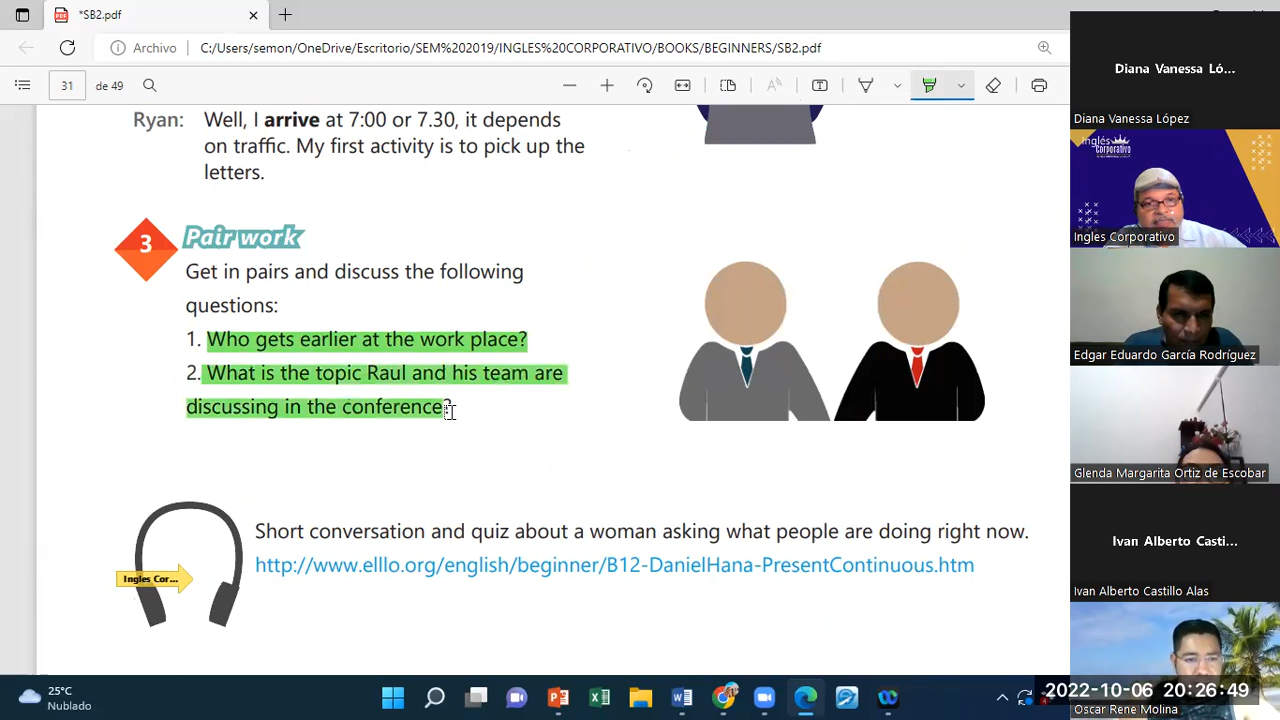 *SB2.pdf
Archivo
C:/Users/semon/OneDrive/Escritorio/SEM%202019/INGLES%20CORPORATIVO/BOOKS/BEGINNERS/SB2.pdf
31 de 49
Ryan: Well, I arrive at 7:00 or 7.30, it depends
on traffic. My first activity is to pick up the
letters.
3 Pair work
Get in pairs and discuss the following
questions:
1. Who gets earlier at the work place?
2. What is the topic Raul and his team are
discussing in the conference?
Short conversation and quiz about a woman asking what people are doing right now.
http://www.elllo.org/english/beginner/B12-DanielHana-PresentContinuous.htm
Ingles Cor...
25°C
Nublado
Diana Vanessa Ló...
Diana Vanessa López
Inglés
Corporativo
Ingles Corporativo
Edgar Eduardo García Rodríguez
Glenda Margarita Ortiz de Escobar
Ivan Alberto Casti...
Ivan Alberto Castillo Alas
2022-10-06 20:26:49
Oscar Rene Molina